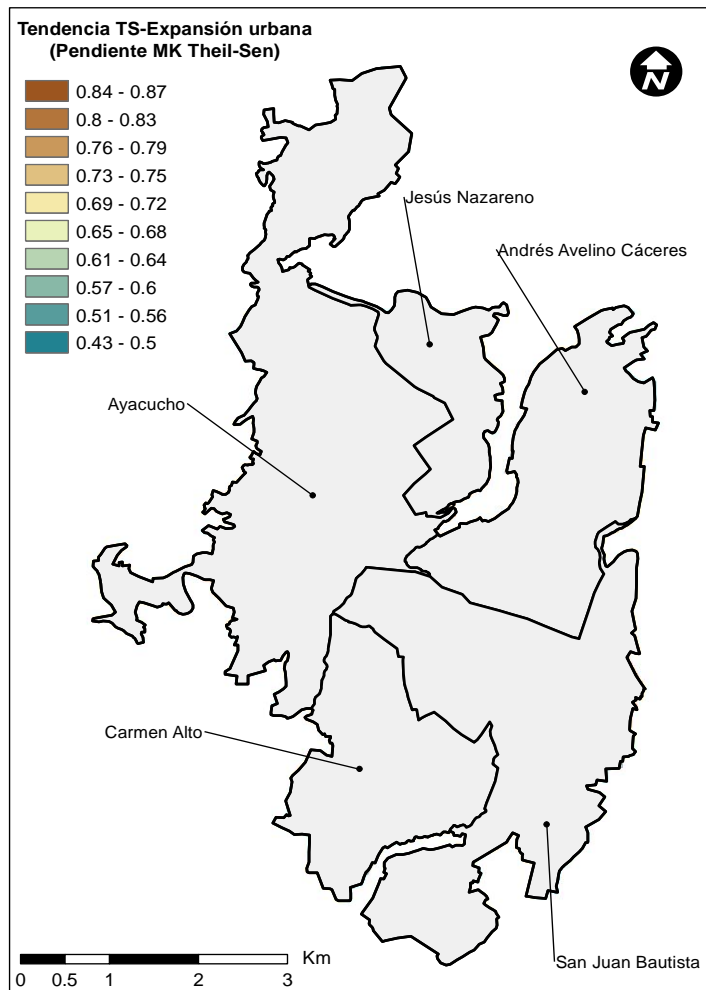 Tendencia TS-Expansión urbana
(Pendiente MK Theil-Sen)
0.84 - 0.87
0.8 - 0.83
0.76 - 0.79
0.73 - 0.75
0.69 - 0.72
0.65 - 0.68
0.61 - 0.64
0.57 - 0.6
0.51 - 0.56
0.43 - 0.5
N
Jesús Nazareno
Andrés Avelino Cáceres
Ayacucho
Carmen Alto
San Juan Bautista
Km
0 0.5 1 2 3